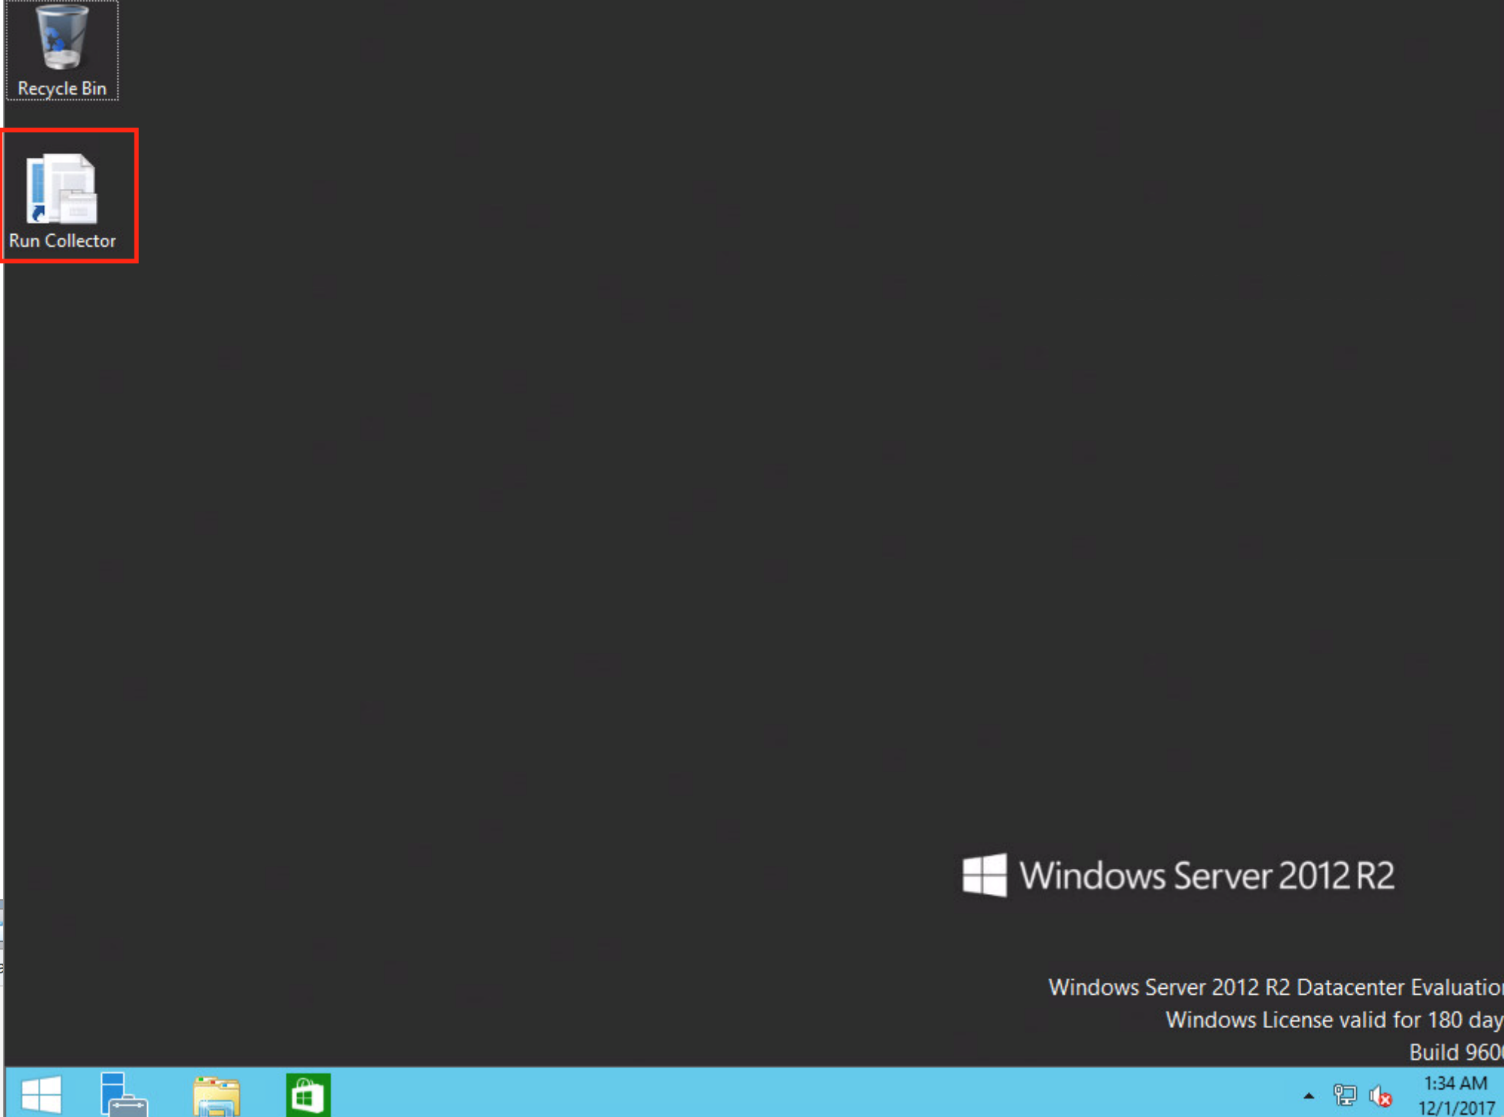 Recycle Bin
Run Collector
Windows Server 2012 R2
Windows Server 2012 R2 Datacenter Evaluation
Windows License valid for 180 day
Build 960
1:34 AM
12/1/2017